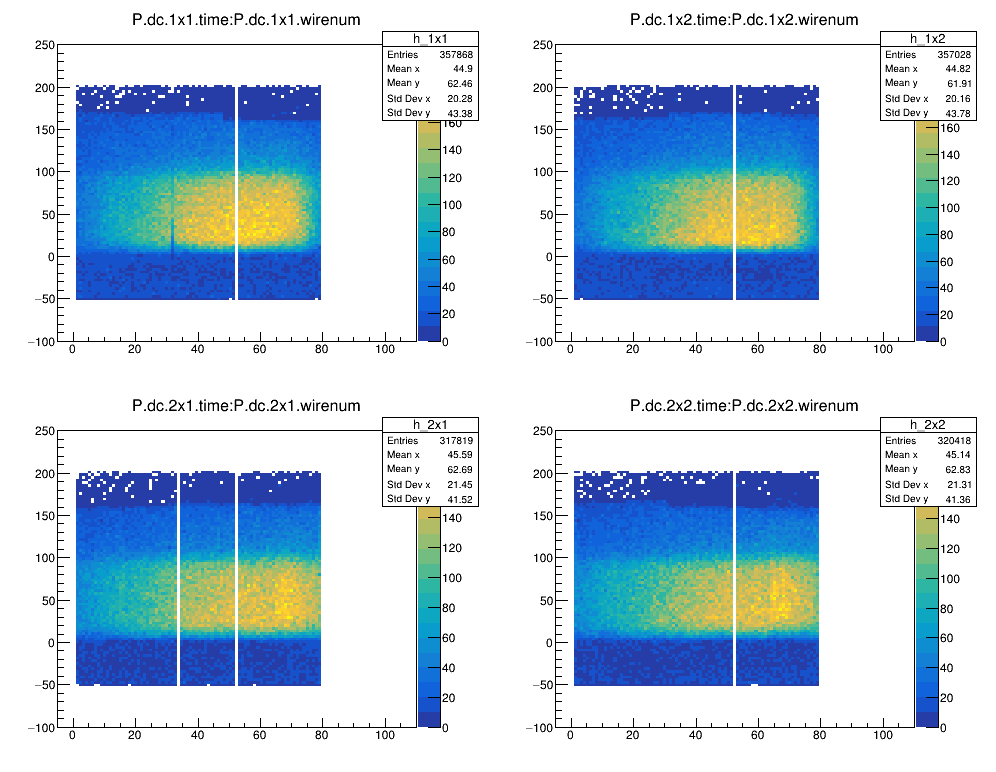 P.dc.1x1.time:P.dc.1x1.wirenum
h_1x1
Entries 357868
Mean x 44.9
Mean y 62.46
Std Dev x 20.28
Std Dev y 43.38
250
200
150
100
50
0
−50
−100
0 20 40 60 80 100
160
140
120
100
80
60
40
20
0
P.dc.1x2.time:P.dc.1x2.wirenum
h_1x2
Entries 357028
Mean x 44.82
Mean y 61.91
Std Dev x 20.16
Std Dev y 43.78
250
200
150
100
50
0
−50
−100
0 20 40 60 80 100
160
140
120
100
80
60
40
20
0
P.dc.2x1.time:P.dc.2x1.wirenum
h_2x1
Entries 317819
Mean x 45.59
Mean y 62.69
Std Dev x 21.45
Std Dev y 41.52
250
200
150
100
50
0
−50
−100
0 20 40 60 80 100
140
120
100
80
60
40
20
0
P.dc.2x2.time:P.dc.2x2.wirenum
h_2x2
Entries 320418
Mean x 45.14
Mean y 62.83
Std Dev x 21.31
Std Dev y 41.36
250
200
150
100
50
0
−50
−100
0 20 40 60 80 100
140
120
100
80
60
40
20
0